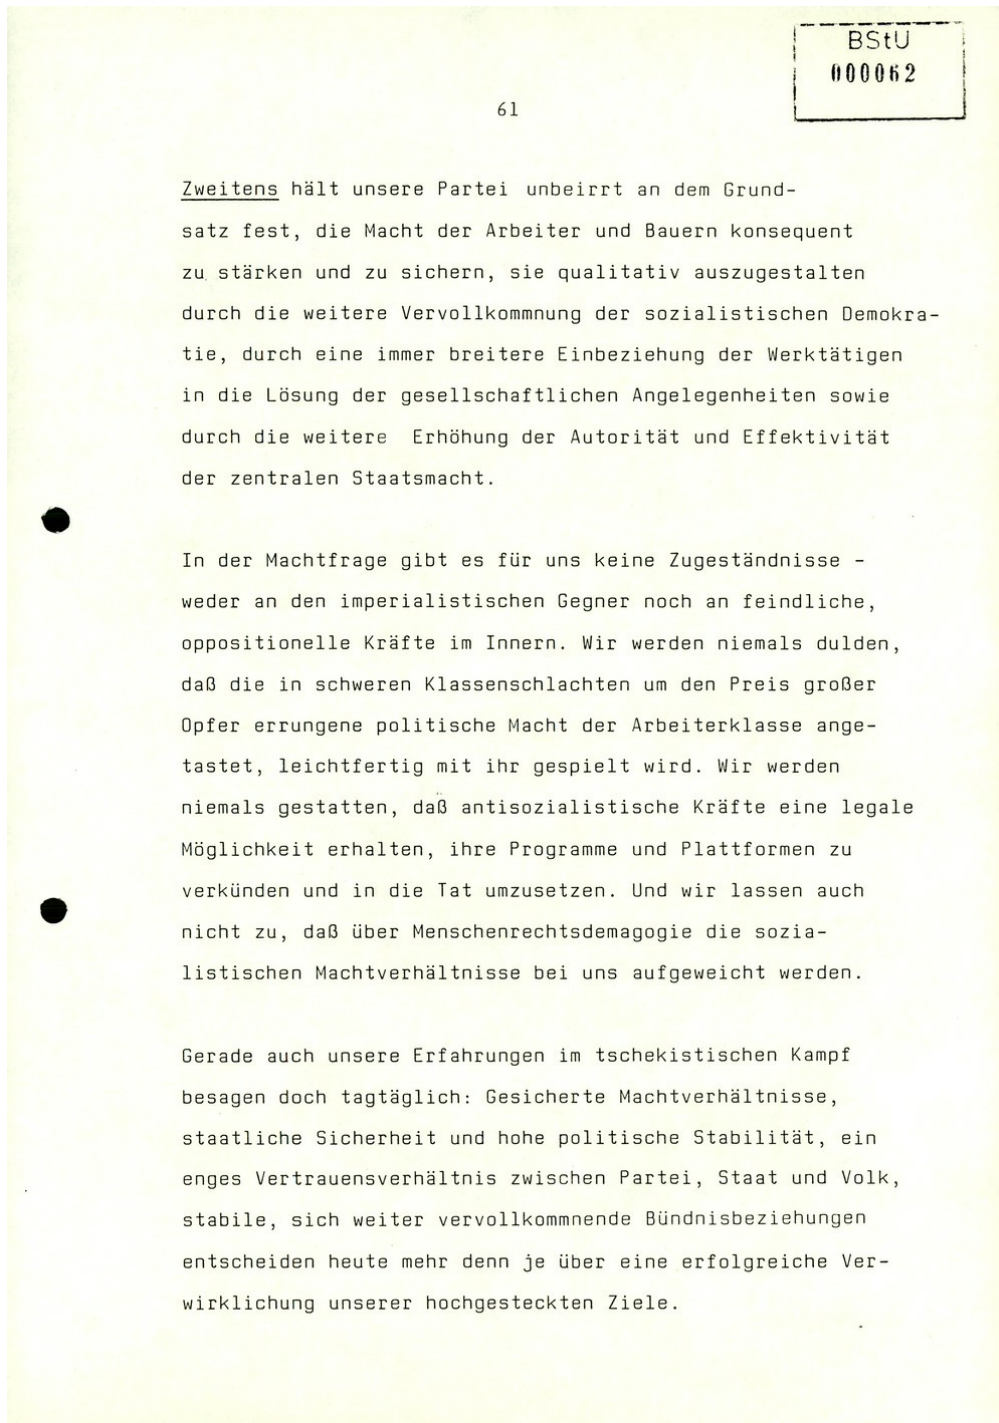 BStU
000062
61
Zweitens hält unsere Partei unbeirrt an dem Grund-
satz fest, die Macht der Arbeiter und Bauern konsequent
zu stärken und zu sichern, sie qualitativ auszugestalten
durch die weitere Vervollkommnung der sozialistischen Demokra-
tie, durch eine immer breitere Einbeziehung der Werktätigen
in die Lösung der gesellschaftlichen Angelegenheiten sowie
durch die weitere Erhöhung der Autorität und Effektivität
der zentralen Staatsmacht.
In der Machtfrage gibt es für uns keine Zugeständnisse -
weder an den imperialistischen Gegner noch an feindliche,
oppositionelle Kräfte im Innern. Wir werden niemals dulden,
daß die in schweren Klassenschlachten um den Preis großer
Opfer errungene politische Macht der Arbeiterklasse ange-
tastet, leichtfertig mit ihr gespielt wird. Wir werden
niemals gestatten, daß antisozialistische Kräfte eine legale
Möglichkeit erhalten, ihre Programme und Plattformen zu
verkünden und in die Tat umzusetzen. Und wir lassen auch
nicht zu, daß über Menschenrechtsdemagogie die sozia-
listischen Machtverhältnisse bei uns aufgeweicht werden.
Gerade auch unsere Erfahrungen im tschekistischen Kampf
besagen doch tagtäglich: Gesicherte Machtverhältnisse,
staatliche Sicherheit und hohe politische Stabilität, ein
enges Vertrauensverhältnis zwischen Partei, Staat und Volk,
stabile, sich weiter vervollkommnende Bündnisbeziehungen
entscheiden heute mehr denn je über eine erfolgreiche Ver-
wirklichung unserer hochgesteckten Ziele.